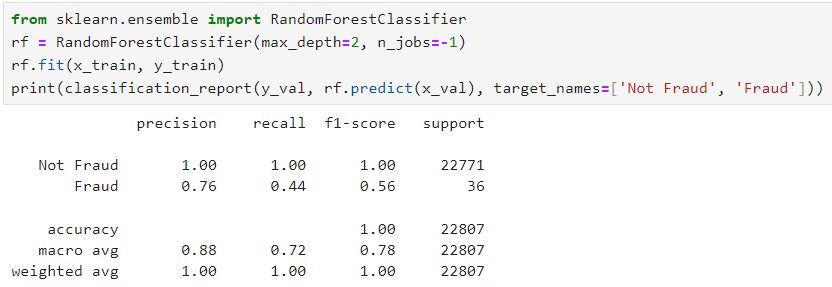 from sklearn.ensemble import RandomForestClassifier
rf = RandomForestClassifier(max_depth=2, n_jobs=-1)
rf.fit(x_train, y_train)
print(classification_report(y_val, rf.predict(x_val), target_names=['Not Fraud', 'Fraud']))
precision recall f1-score support
Not Fraud 1.00 1.00 1.00 22771
Fraud 0.76 0.44 0.56 36
accuracy 1.00 22807
macro avg 0.88 0.72 0.78 22807
weighted avg 1.00 1.00 1.00 22807